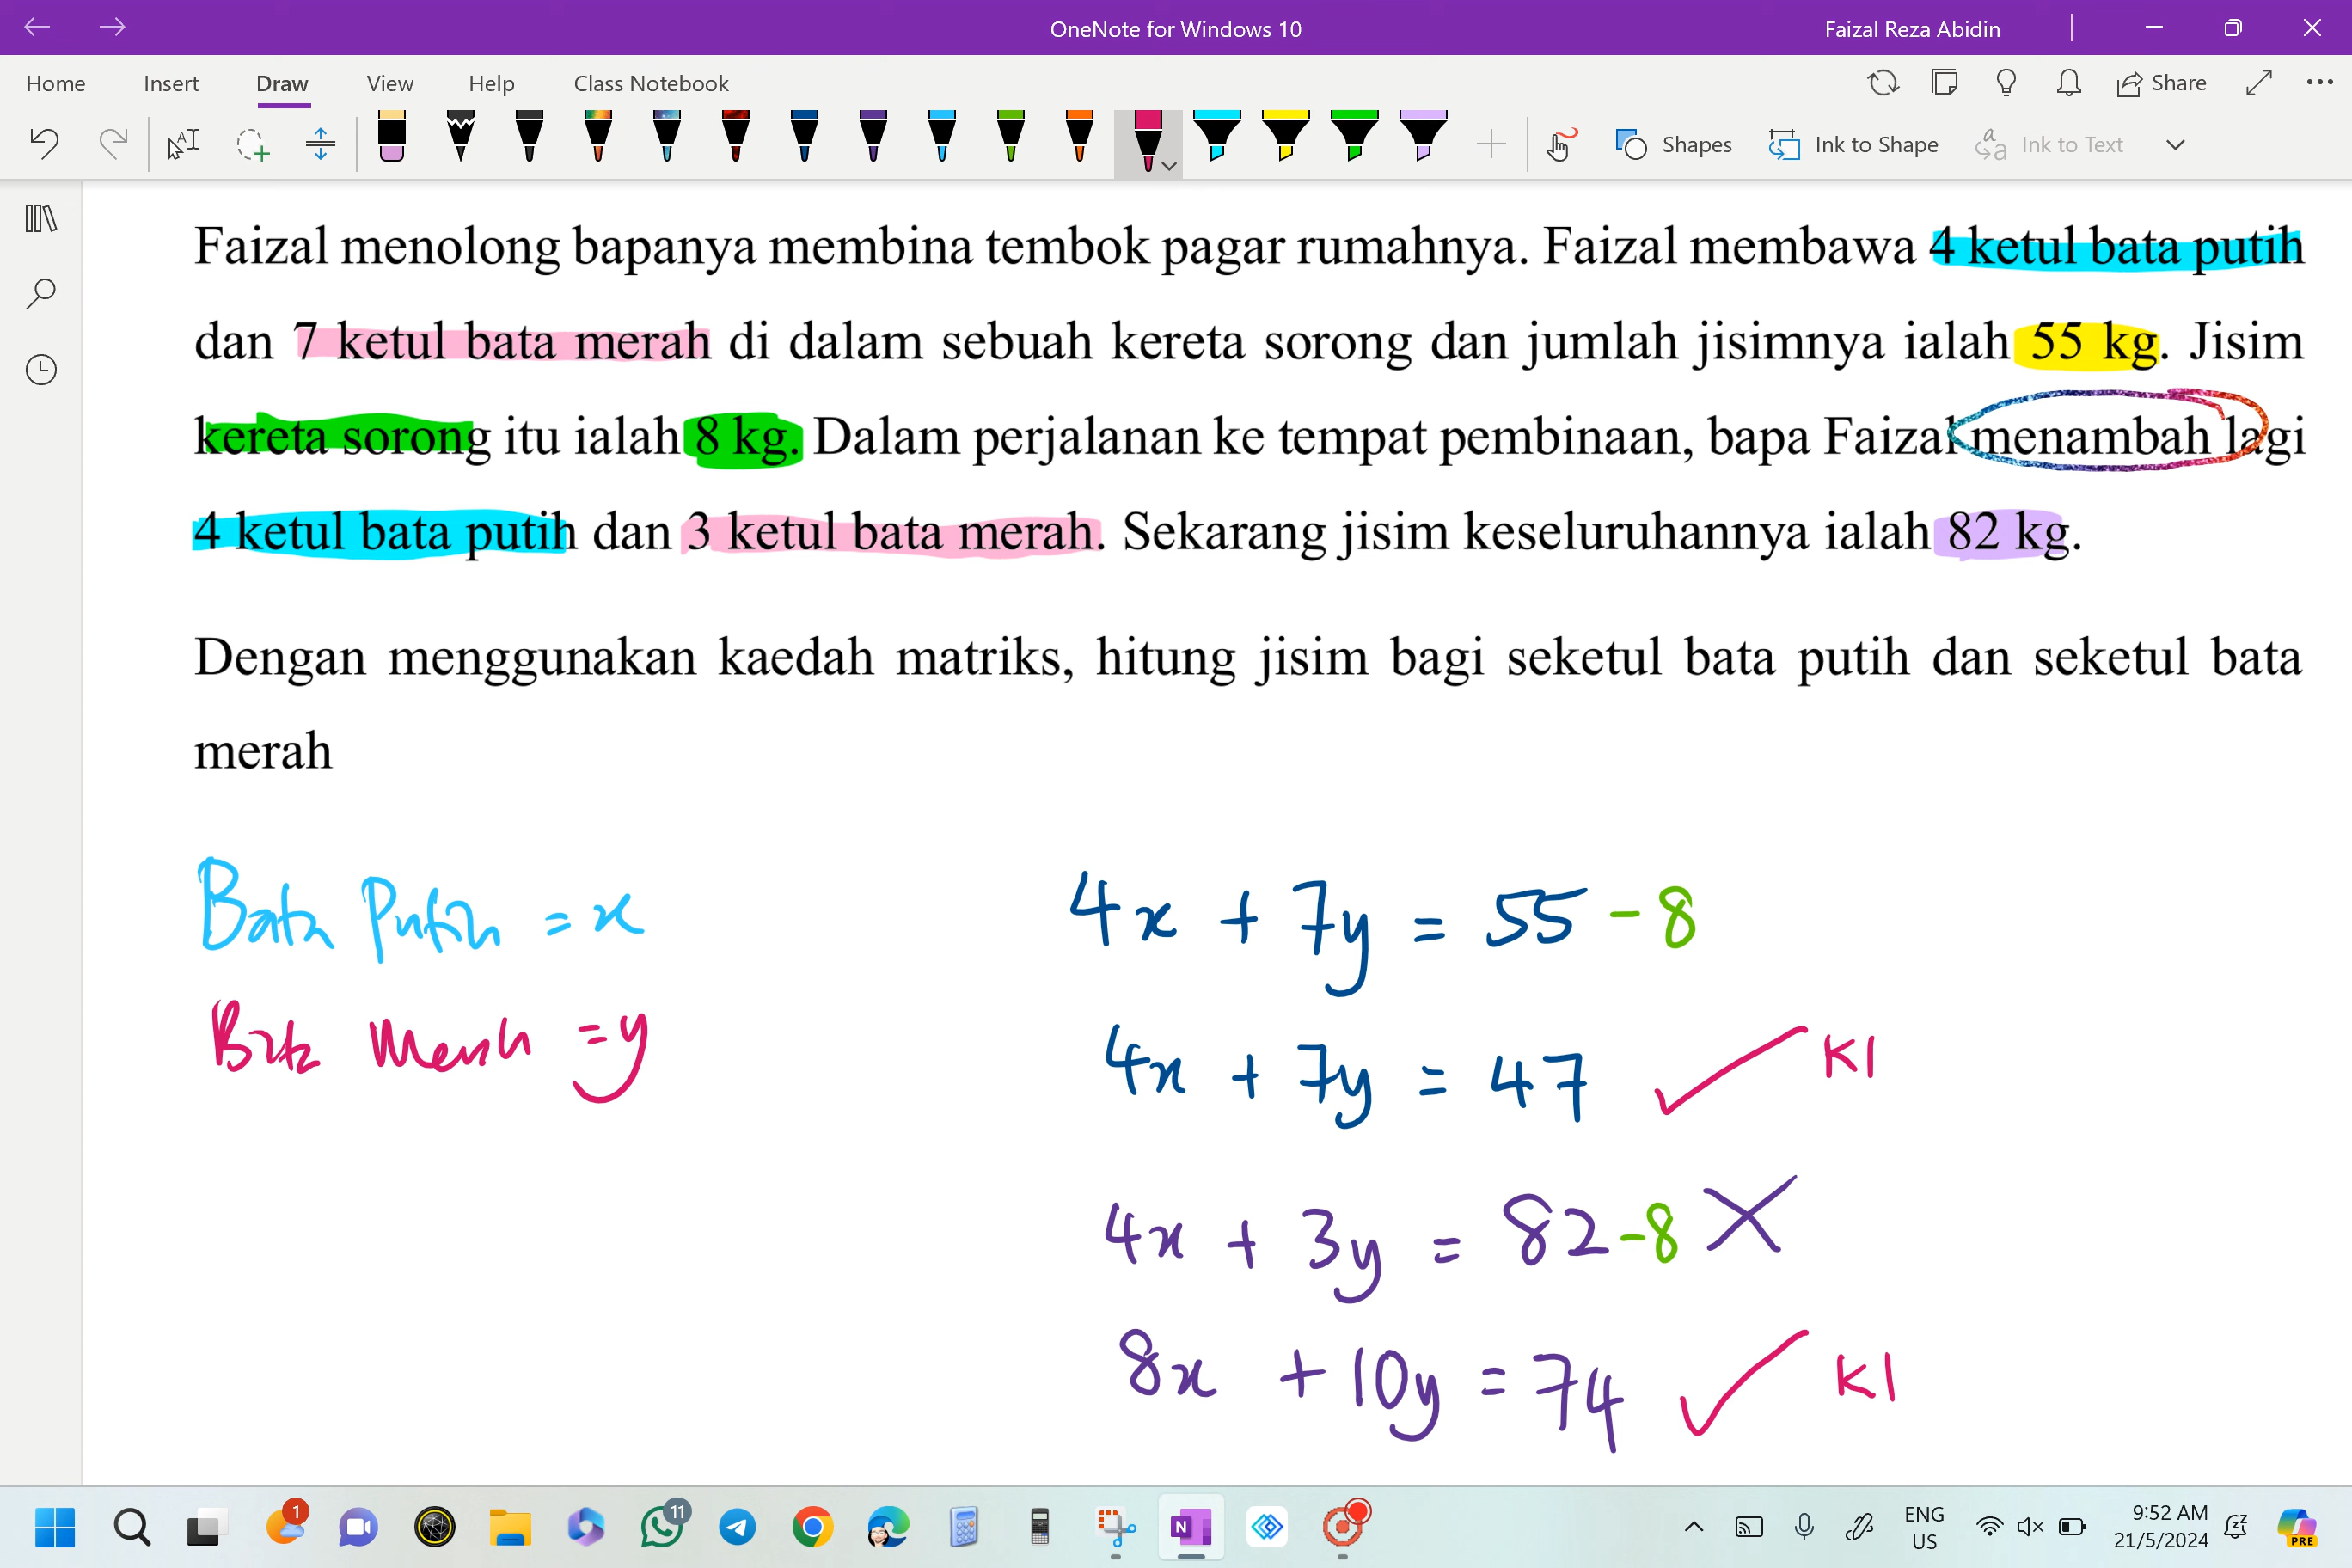 OneNote for Windows 10
Faizal Reza Abidin
Home Insert Draw View Help Class Notebook
Share
Shapes Ink to Shape Ink to Text
Faizal menolong bapanya membina tembok pagar rumahnya. Faizal membawa 4 ketul bata putih
dan 7 ketul bata merah di dalam sebuah kereta sorong dan jumlah jisimnya ialah 55 kg. Jisim
kereta sorong itu ialah 8 kg. Dalam perjalanan ke tempat pembinaan, bapa Faizal menambah lagi
4 ketul bata putih dan 3 ketul bata merah. Sekarang jisim keseluruhannya ialah 82 kg.
Dengan menggunakan kaedah matriks, hitung jisim bagi seketul bata putih dan seketul bata
merah
Bata Putih = x
Bata Merah = y
4x + 7y = 55 - 8
4x + 7y = 47 ✓ K1
4x + 3y = 82 - 8 X
8x + 10y = 74 ✓ K1
1
11
N
PRE
ENG
US
9:52 AM
21/5/2024